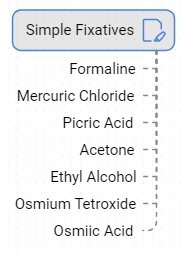 Simple Fixatives
Formaline
Mercuric Chloride
Picric Acid
Acetone
Ethyl Alcohol
Osmium Tetroxide
Osmiic Acid